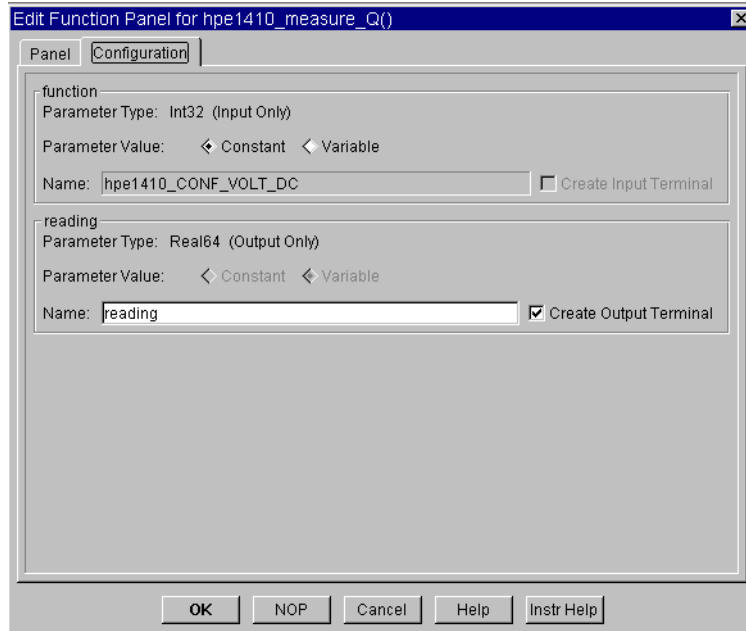 Edit Function Panel for hpe1410_measure_Q()
Panel Configuration
function
Parameter Type: Int32 (Input Only)
Parameter Value: Constant Variable
Name: hpe1410_CONF_VOLT_DC Create Input Terminal
reading
Parameter Type: Real64 (Output Only)
Parameter Value: Constant Variable
Name: reading Create Output Terminal
OK NOP Cancel Help Instr Help